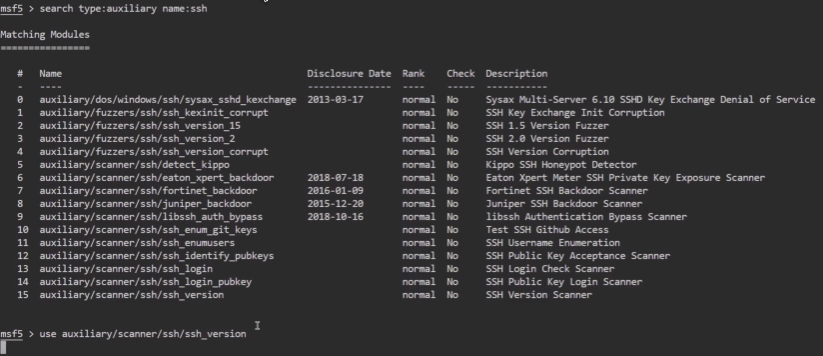 msf5 > search type:auxiliary name:ssh
Matching Modules
================
# Name Disclosure Date Rank Check Description
- ---- --------------- ---- ----- -----------
0 auxiliary/dos/windows/ssh/sysax_sshd_kexchange 2013-03-17 normal No Sysax Multi-Server 6.10 SSHD Key Exchange Denial of Service
1 auxiliary/fuzzers/ssh/ssh_kexinit_corrupt normal No SSH Key Exchange Init Corruption
2 auxiliary/fuzzers/ssh/ssh_version_15 normal No SSH 1.5 Version Fuzzer
3 auxiliary/fuzzers/ssh/ssh_version_2 normal No SSH 2.0 Version Fuzzer
4 auxiliary/fuzzers/ssh/ssh_version_corrupt normal No SSH Version Corruption
5 auxiliary/scanner/ssh/detect_kippo normal No Kippo SSH Honeypot Detector
6 auxiliary/scanner/ssh/eaton_xpert_backdoor 2018-07-18 normal No Eaton Xpert Meter SSH Private Key Exposure Scanner
7 auxiliary/scanner/ssh/fortinet_backdoor 2016-01-09 normal No Fortinet SSH Backdoor Scanner
8 auxiliary/scanner/ssh/juniper_backdoor 2015-12-20 normal No Juniper SSH Backdoor Scanner
9 auxiliary/scanner/ssh/libssh_auth_bypass 2018-10-16 normal No libssh Authentication Bypass Scanner
10 auxiliary/scanner/ssh/ssh_enum_git_keys normal No Test SSH Github Access
11 auxiliary/scanner/ssh/ssh_enumusers normal No SSH Username Enumeration
12 auxiliary/scanner/ssh/ssh_identify_pubkeys normal No SSH Public Key Acceptance Scanner
13 auxiliary/scanner/ssh/ssh_login normal No SSH Login Check Scanner
14 auxiliary/scanner/ssh/ssh_login_pubkey normal No SSH Public Key Login Scanner
15 auxiliary/scanner/ssh/ssh_version normal No SSH Version Scanner
msf5 > use auxiliary/scanner/ssh/ssh_version